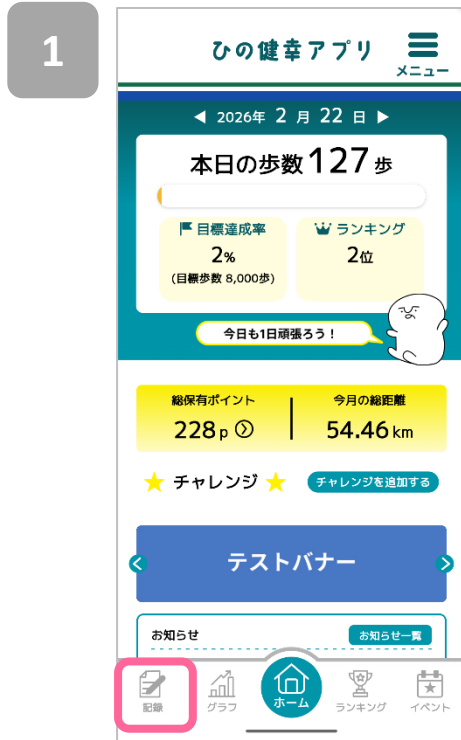 1
ひの健幸アプリ
メニュー
◀ 2026年 2 月 22 日 ▶
本日の歩数127歩
目標達成率
2%
(目標歩数 8,000歩)
ランキング
2位
今日も1日頑張ろう！
総保有ポイント
228p
今月の総距離
54.46km
★ チャレンジ ★
チャレンジを追加する
テストバナー
お知らせ
お知らせ一覧
記録
グラフ
ホーム
ランキング
イベント